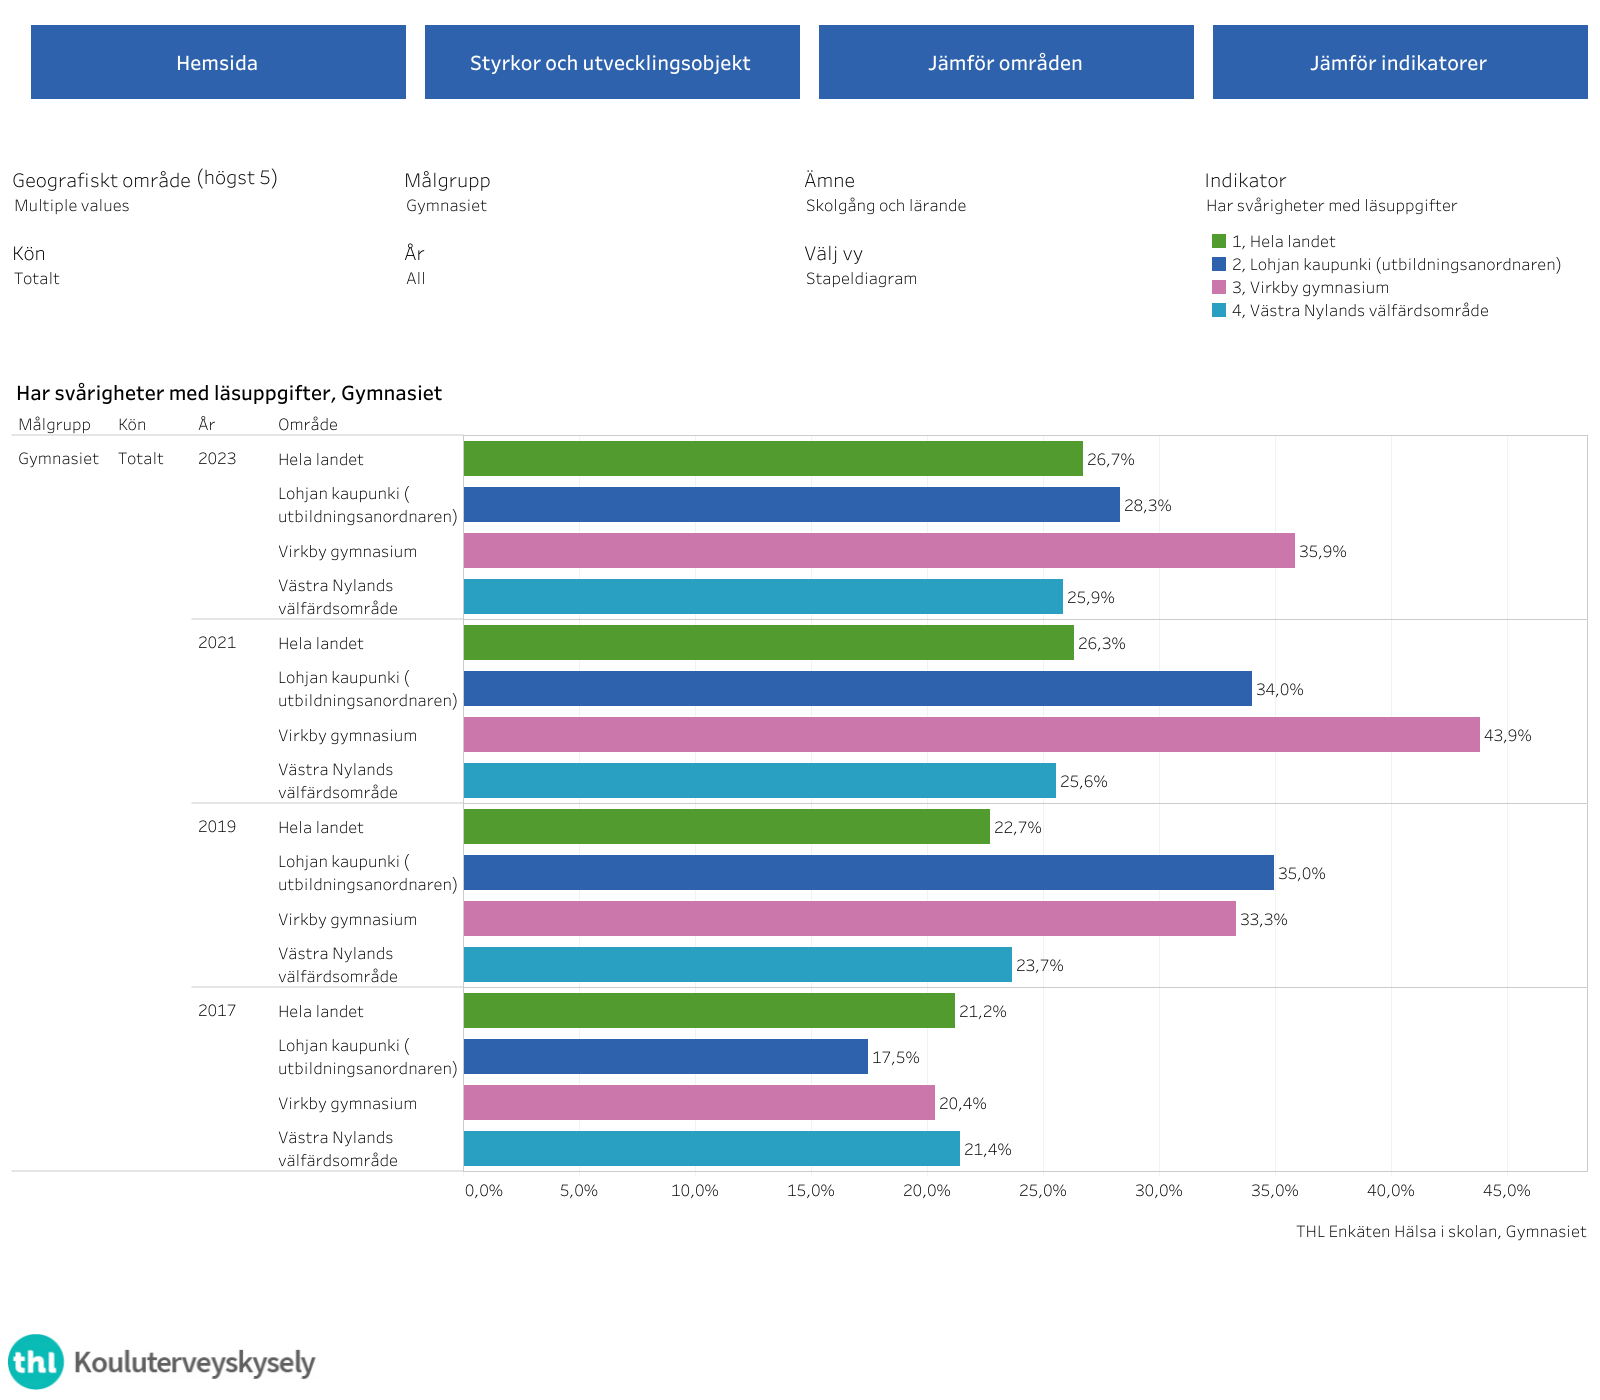 Hemsida
Styrkor och utvecklingsobjekt
Jämför områden
Jämför indikatorer
Geografiskt område (högst 5)
Multiple values
Målgrupp
Gymnasiet
Ämne
Skolgång och lärande
Indikator
Har svårigheter med läsuppgifter
Kön
Totalt
År
All
Välj vy
Stapeldiagram
1, Hela landet
2, Lohjan kaupunki (utbildningsanordnaren)
3, Virkby gymnasium
4, Västra Nylands välfärdsområde
Har svårigheter med läsuppgifter, Gymnasiet
Målgrupp Kön År Område
Gymnasiet Totalt 2023 Hela landet 26,7%
Lohjan kaupunki (
utbildningsanordnaren) 28,3%
Virkby gymnasium 35,9%
Västra Nylands
välfärdsområde 25,9%
2021 Hela landet 26,3%
Lohjan kaupunki (
utbildningsanordnaren) 34,0%
Virkby gymnasium 43,9%
Västra Nylands
välfärdsområde 25,6%
2019 Hela landet 22,7%
Lohjan kaupunki (
utbildningsanordnaren) 35,0%
Virkby gymnasium 33,3%
Västra Nylands
välfärdsområde 23,7%
2017 Hela landet 21,2%
Lohjan kaupunki (
utbildningsanordnaren) 17,5%
Virkby gymnasium 20,4%
Västra Nylands
välfärdsområde 21,4%
0,0% 5,0% 10,0% 15,0% 20,0% 25,0% 30,0% 35,0% 40,0% 45,0%
THL Enkäten Hälsa i skolan, Gymnasiet
thl Kouluterveyskysely